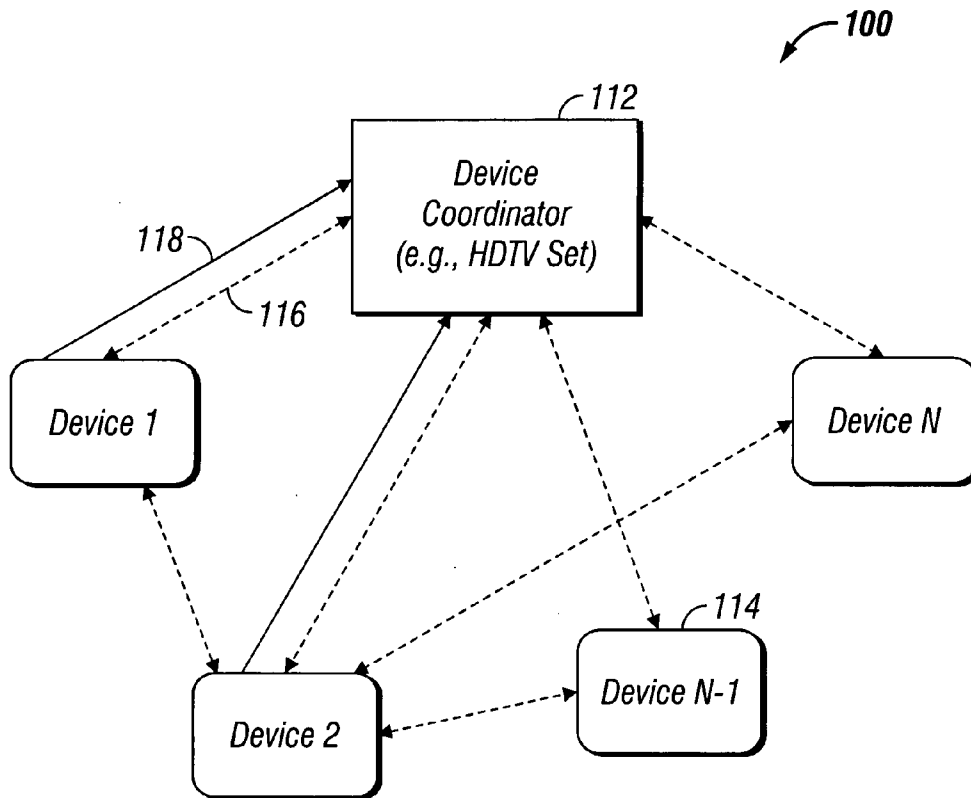 100
112
Device
Coordinator
(e.g., HDTV Set)
118
116
Device 1
Device N
114
Device N-1
Device 2